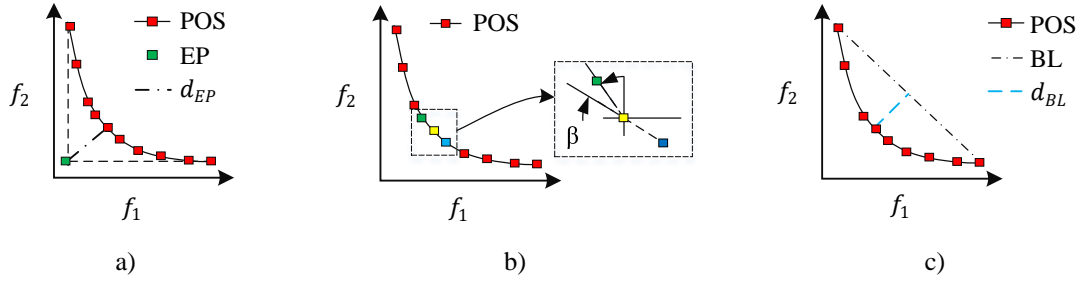 POS
EP
d_EP
f_2
f_1
a)
POS
β
f_2
f_1
b)
POS
BL
d_BL
f_2
f_1
c)